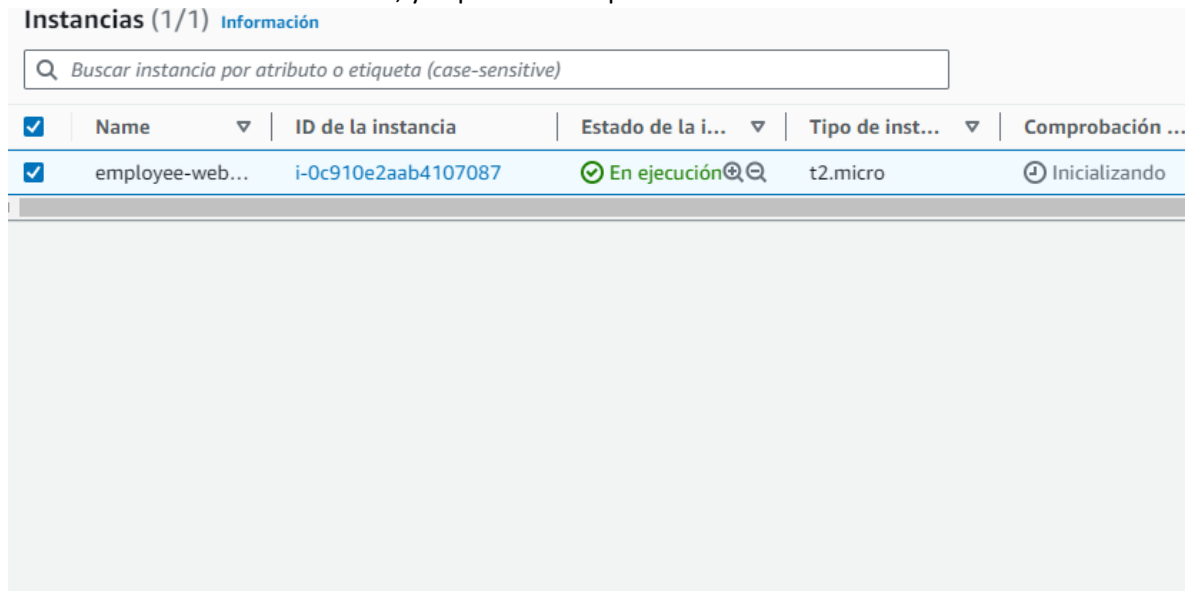 Instancias (1/1) Información
Buscar instancia por atributo o etiqueta (case-sensitive)
Name ID de la instancia Estado de la i... Tipo de inst... Comprobación ...
employee-web... i-0c910e2aab4107087 En ejecución t2.micro Inicializando